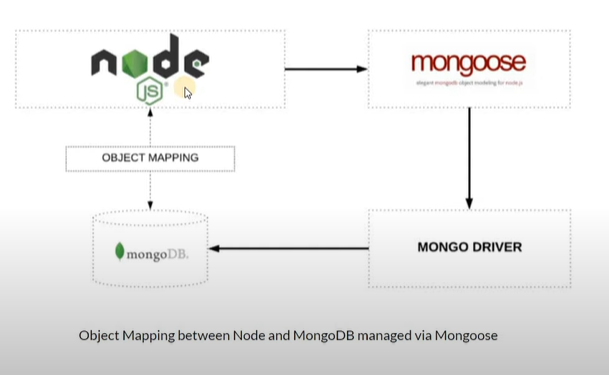 node
JS
mongoose
elegant mongodb object modeling for node.js
OBJECT MAPPING
mongoDB.
MONGO DRIVER
Object Mapping between Node and MongoDB managed via Mongoose